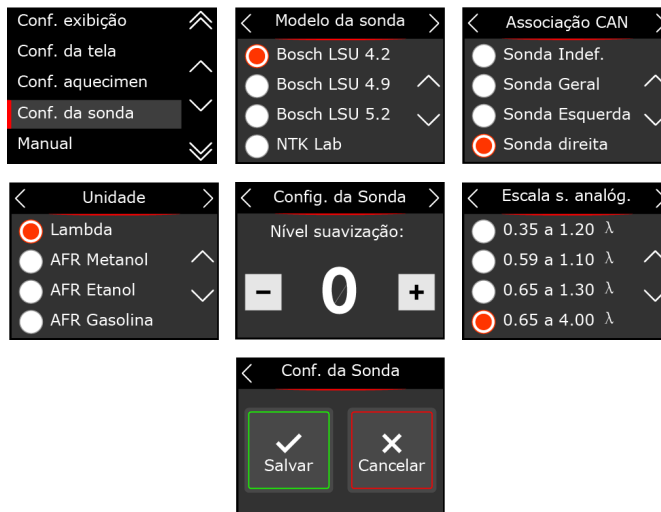 Conf. exibição
Conf. da tela
Conf. aquecimen
Conf. da sonda
Manual
Modelo da sonda
Bosch LSU 4.2
Bosch LSU 4.9
Bosch LSU 5.2
NTK Lab
Associação CAN
Sonda Indef.
Sonda Geral
Sonda Esquerda
Sonda direita
Unidade
Lambda
AFR Metanol
AFR Etanol
AFR Gasolina
Config. da Sonda
Nível suavização:
- 0 +
Escala s. analóg.
0.35 a 1.20 λ
0.59 a 1.10 λ
0.65 a 1.30 λ
0.65 a 4.00 λ
Conf. da Sonda
Salvar
Cancelar